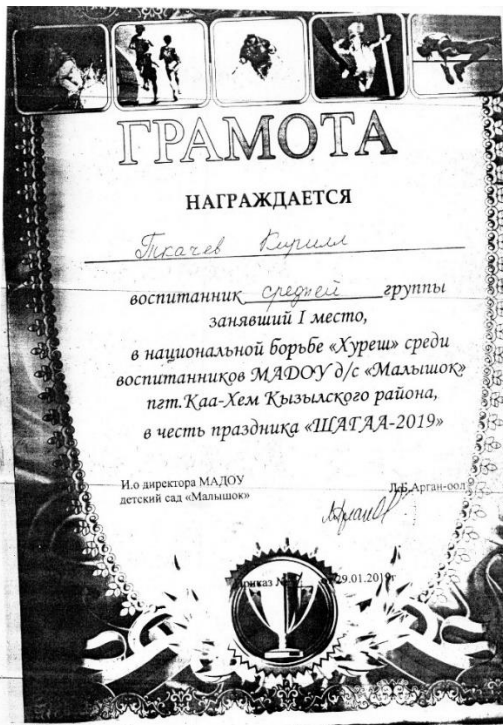 ГРАМОТА
НАГРАЖДАЕТСЯ
Ткачев Кирилл
воспитанник средней группы
занявший I место,
в национальной борьбе «Хуреш» среди
воспитанников МАДОУ д/с «Малышок»
пгт.Каа-Хем Кызылского района,
в честь праздника «ШАГАА-2019»
И.о директора МАДОУ
детский сад «Малышок»
Л.Б.Арган-оол
Приказ 29.01.2019г